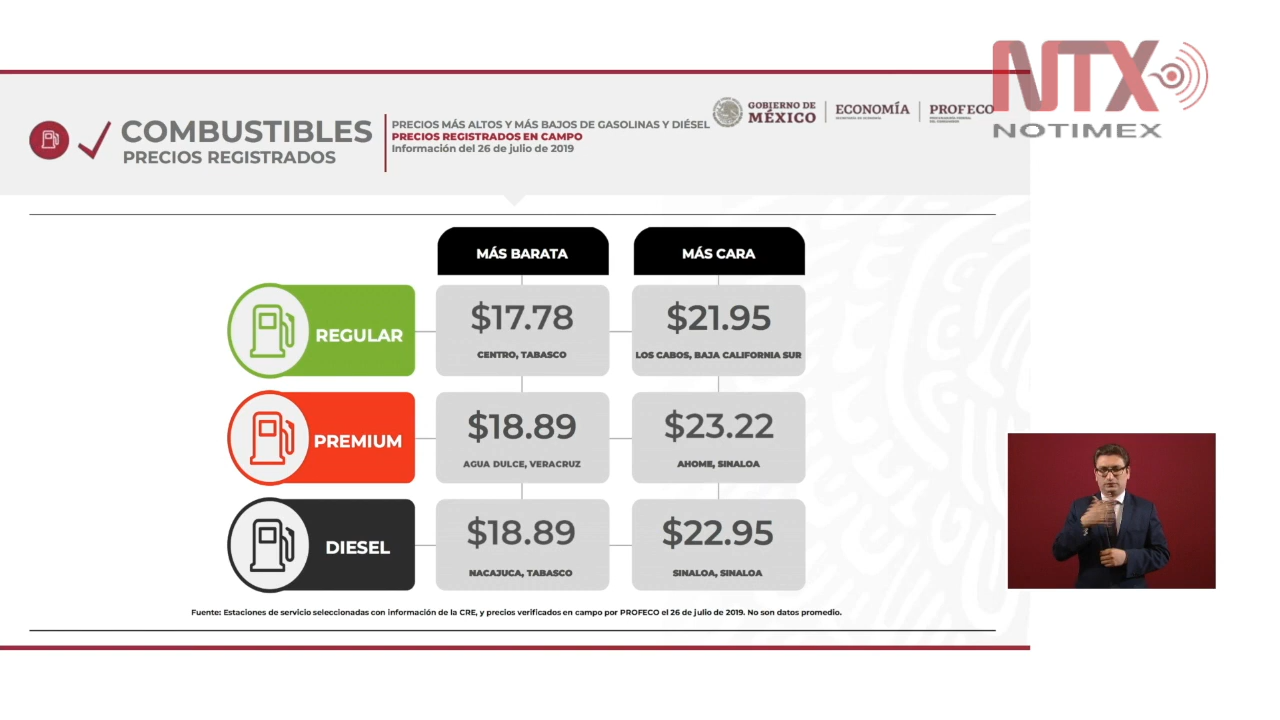 NTX
NOTIMEX
COMBUSTIBLES
PRECIOS REGISTRADOS
PRECIOS MÁS ALTOS Y MÁS BAJOS DE GASOLINAS Y DIÉSEL
PRECIOS REGISTRADOS EN CAMPO
Información del 26 de julio de 2019
GOBIERNO DE
MÉXICO
ECONOMÍA
PROFECO
MÁS BARATA
MÁS CARA
REGULAR
$17.78
CENTRO, TABASCO
$21.95
LOS CABOS, BAJA CALIFORNIA SUR
PREMIUM
$18.89
AGUA DULCE, VERACRUZ
$23.22
AHOME, SINALOA
DIESEL
$18.89
NACAJUCA, TABASCO
$22.95
SINALOA, SINALOA
Fuente: Estaciones de servicio seleccionadas con información de la CRE, y precios verificados en campo por PROFECO el 26 de julio de 2019. No son datos promedio.